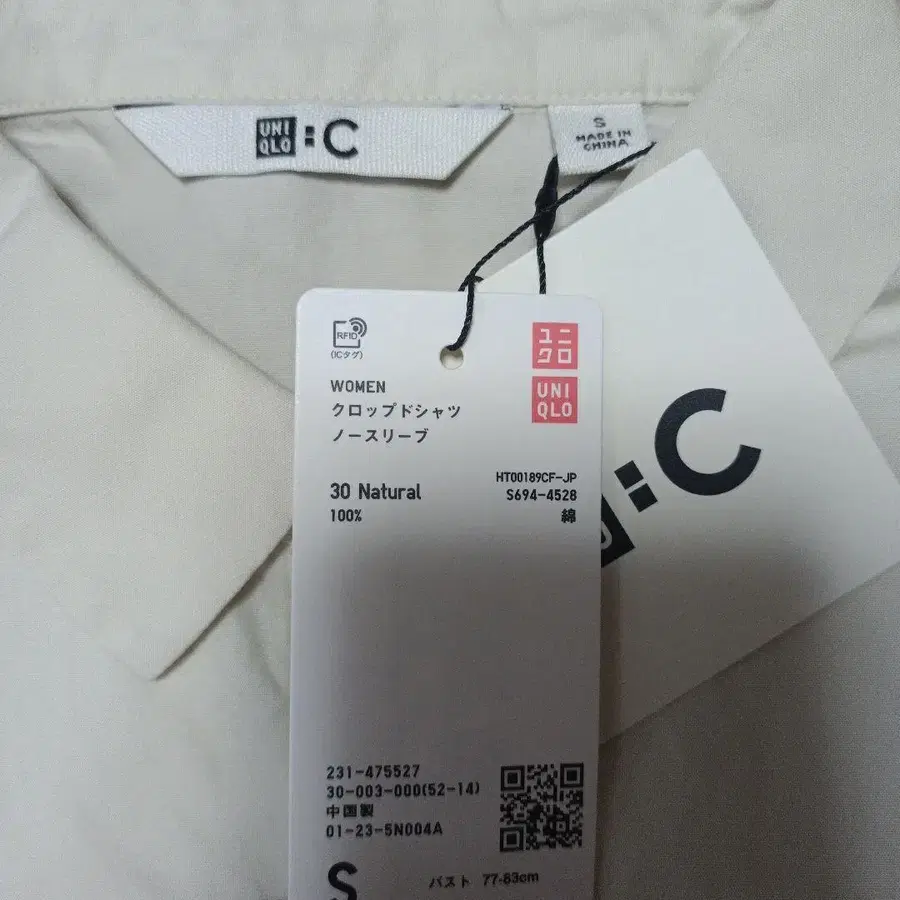 UNI
QLO
:C
S
MADE IN
CHINA
:C
RFID
(ICタグ)
ユニ
クロ
UNI
QLO
WOMEN
クロップドシャツ
ノースリーブ
HT00189CF-JP
30 Natural S694-4528
100% 綿
231-475527
30-003-000(52-14)
中国製
01-23-5N004A
S バスト 77-83cm